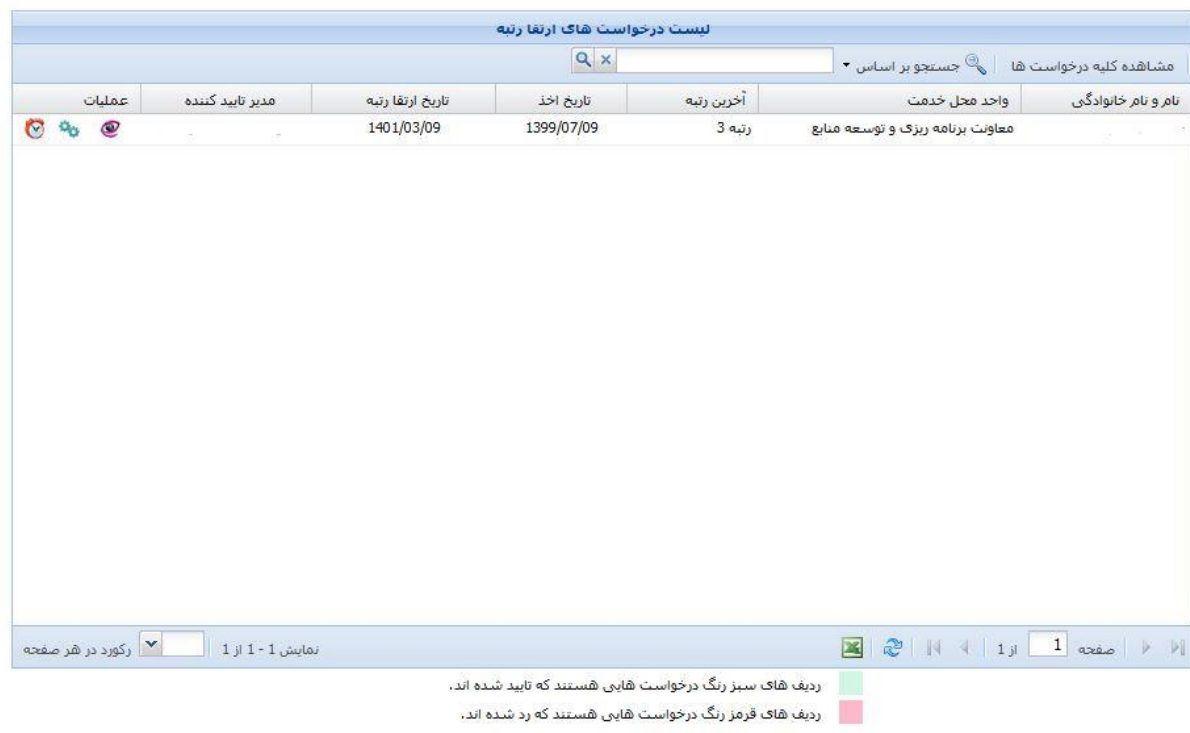 لیست درخواست های ارتقا رتبه
مشاهده کلیه درخواست ها جستجو بر اساس
نام و نام خانوادگی واحد محل خدمت آخرین رتبه تاریخ اخذ تاریخ ارتقا رتبه مدیر تایید کننده عملیات
معاونت برنامه ریزی و توسعه منابع رتبه 3 1399/07/09 1401/03/09
صفحه 1 از 1 نمایش 1 - 1 از 1 رکورد در هر صفحه
ردیف های سبز رنگ درخواست هایی هستند که تایید شده اند.
ردیف های قرمز رنگ درخواست هایی هستند که رد شده اند.